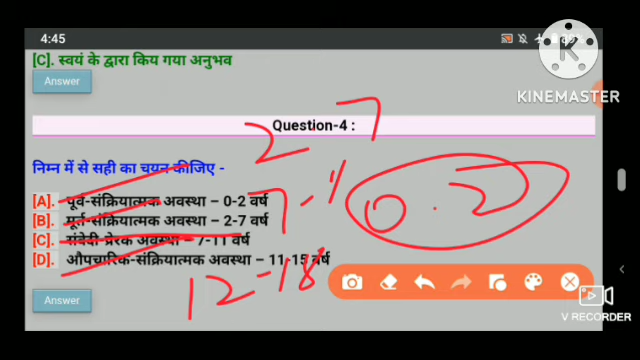 4:45
[C]. स्वयं के द्वारा किय गया अनुभव
KINEMASTER
Answer
Question-4 :
2-7
निम्न में से सही का चयन कीजिए -
[A]. पूर्व-संक्रियात्मक अवस्था – 0-2 वर्ष
[B]. मूर्त-संक्रियात्मक अवस्था – 2-7 वर्ष
[C]. संवेदी-प्रेरक अवस्था – 7-11 वर्ष
[D]. औपचारिक-संक्रियात्मक अवस्था – 11-15 वर्ष
7-11
0-2
12-18
Answer
V RECORDER